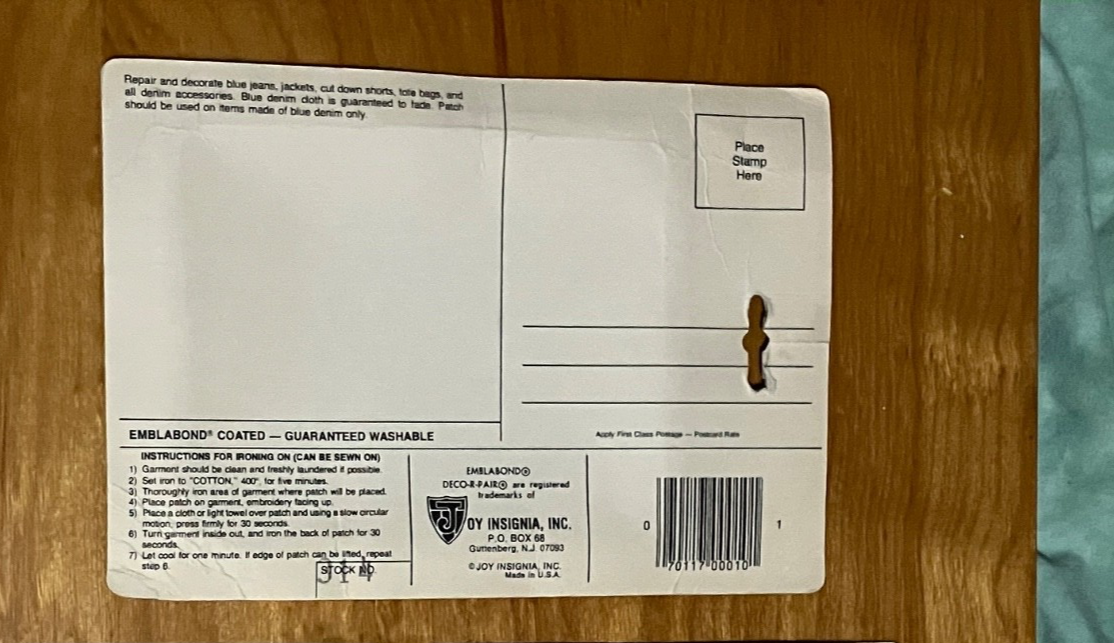 Repair and decorate blue jeans, jackets, cut down shorts, tote bags, and
all denim accessories. Blue denim cloth is guaranteed to fade. Patch
should be used on items made of blue denim only.
Place
Stamp
Here
Apply First Class Postage — Postcard Rate
EMBLABOND® COATED — GUARANTEED WASHABLE
INSTRUCTIONS FOR IRONING ON (CAN BE SEWN ON)
1) Garment should be clean and freshly laundered if possible.
2) Set iron to "COTTON," 400°, for five minutes.
3) Thoroughly iron area of garment where patch will be placed.
4) Place patch on garment, embroidery facing up.
5) Place a cloth or light towel over patch and using a slow circular
motion, press firmly for 30 seconds.
6) Turn garment inside out, and iron the back of patch for 30
seconds.
7) Let cool for one minute. If edge of patch can be lifted, repeat
step 6.
STOCK NO.
EMBLABOND®
DECO-R-PAIR® are registered
trademarks of
JOY INSIGNIA, INC.
P.O. BOX 68
Guttenberg, N.J. 07093
© JOY INSIGNIA, INC.
Made in U.S.A.
0 70117 00010 1